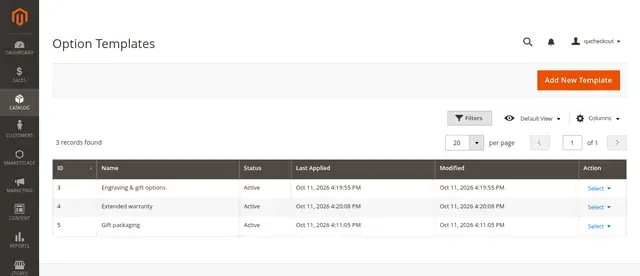 Option Templates
qacheckout
Add New Template
Filters
Default View
Columns
3 records found
20 per page
1 of 1
ID Name Status Last Applied Modified Action
3 Engraving & gift options Active Oct 11, 2026 4:19:55 PM Oct 11, 2026 4:19:55 PM Select
4 Extended warranty Active Oct 11, 2026 4:20:08 PM Oct 11, 2026 4:20:08 PM Select
5 Gift packaging Active Oct 11, 2026 4:11:05 PM Oct 11, 2026 4:11:05 PM Select
DASHBOARD
SALES
CATALOG
CUSTOMERS
MARKETPLACE
MARKETING
CONTENT
REPORTS
STORES